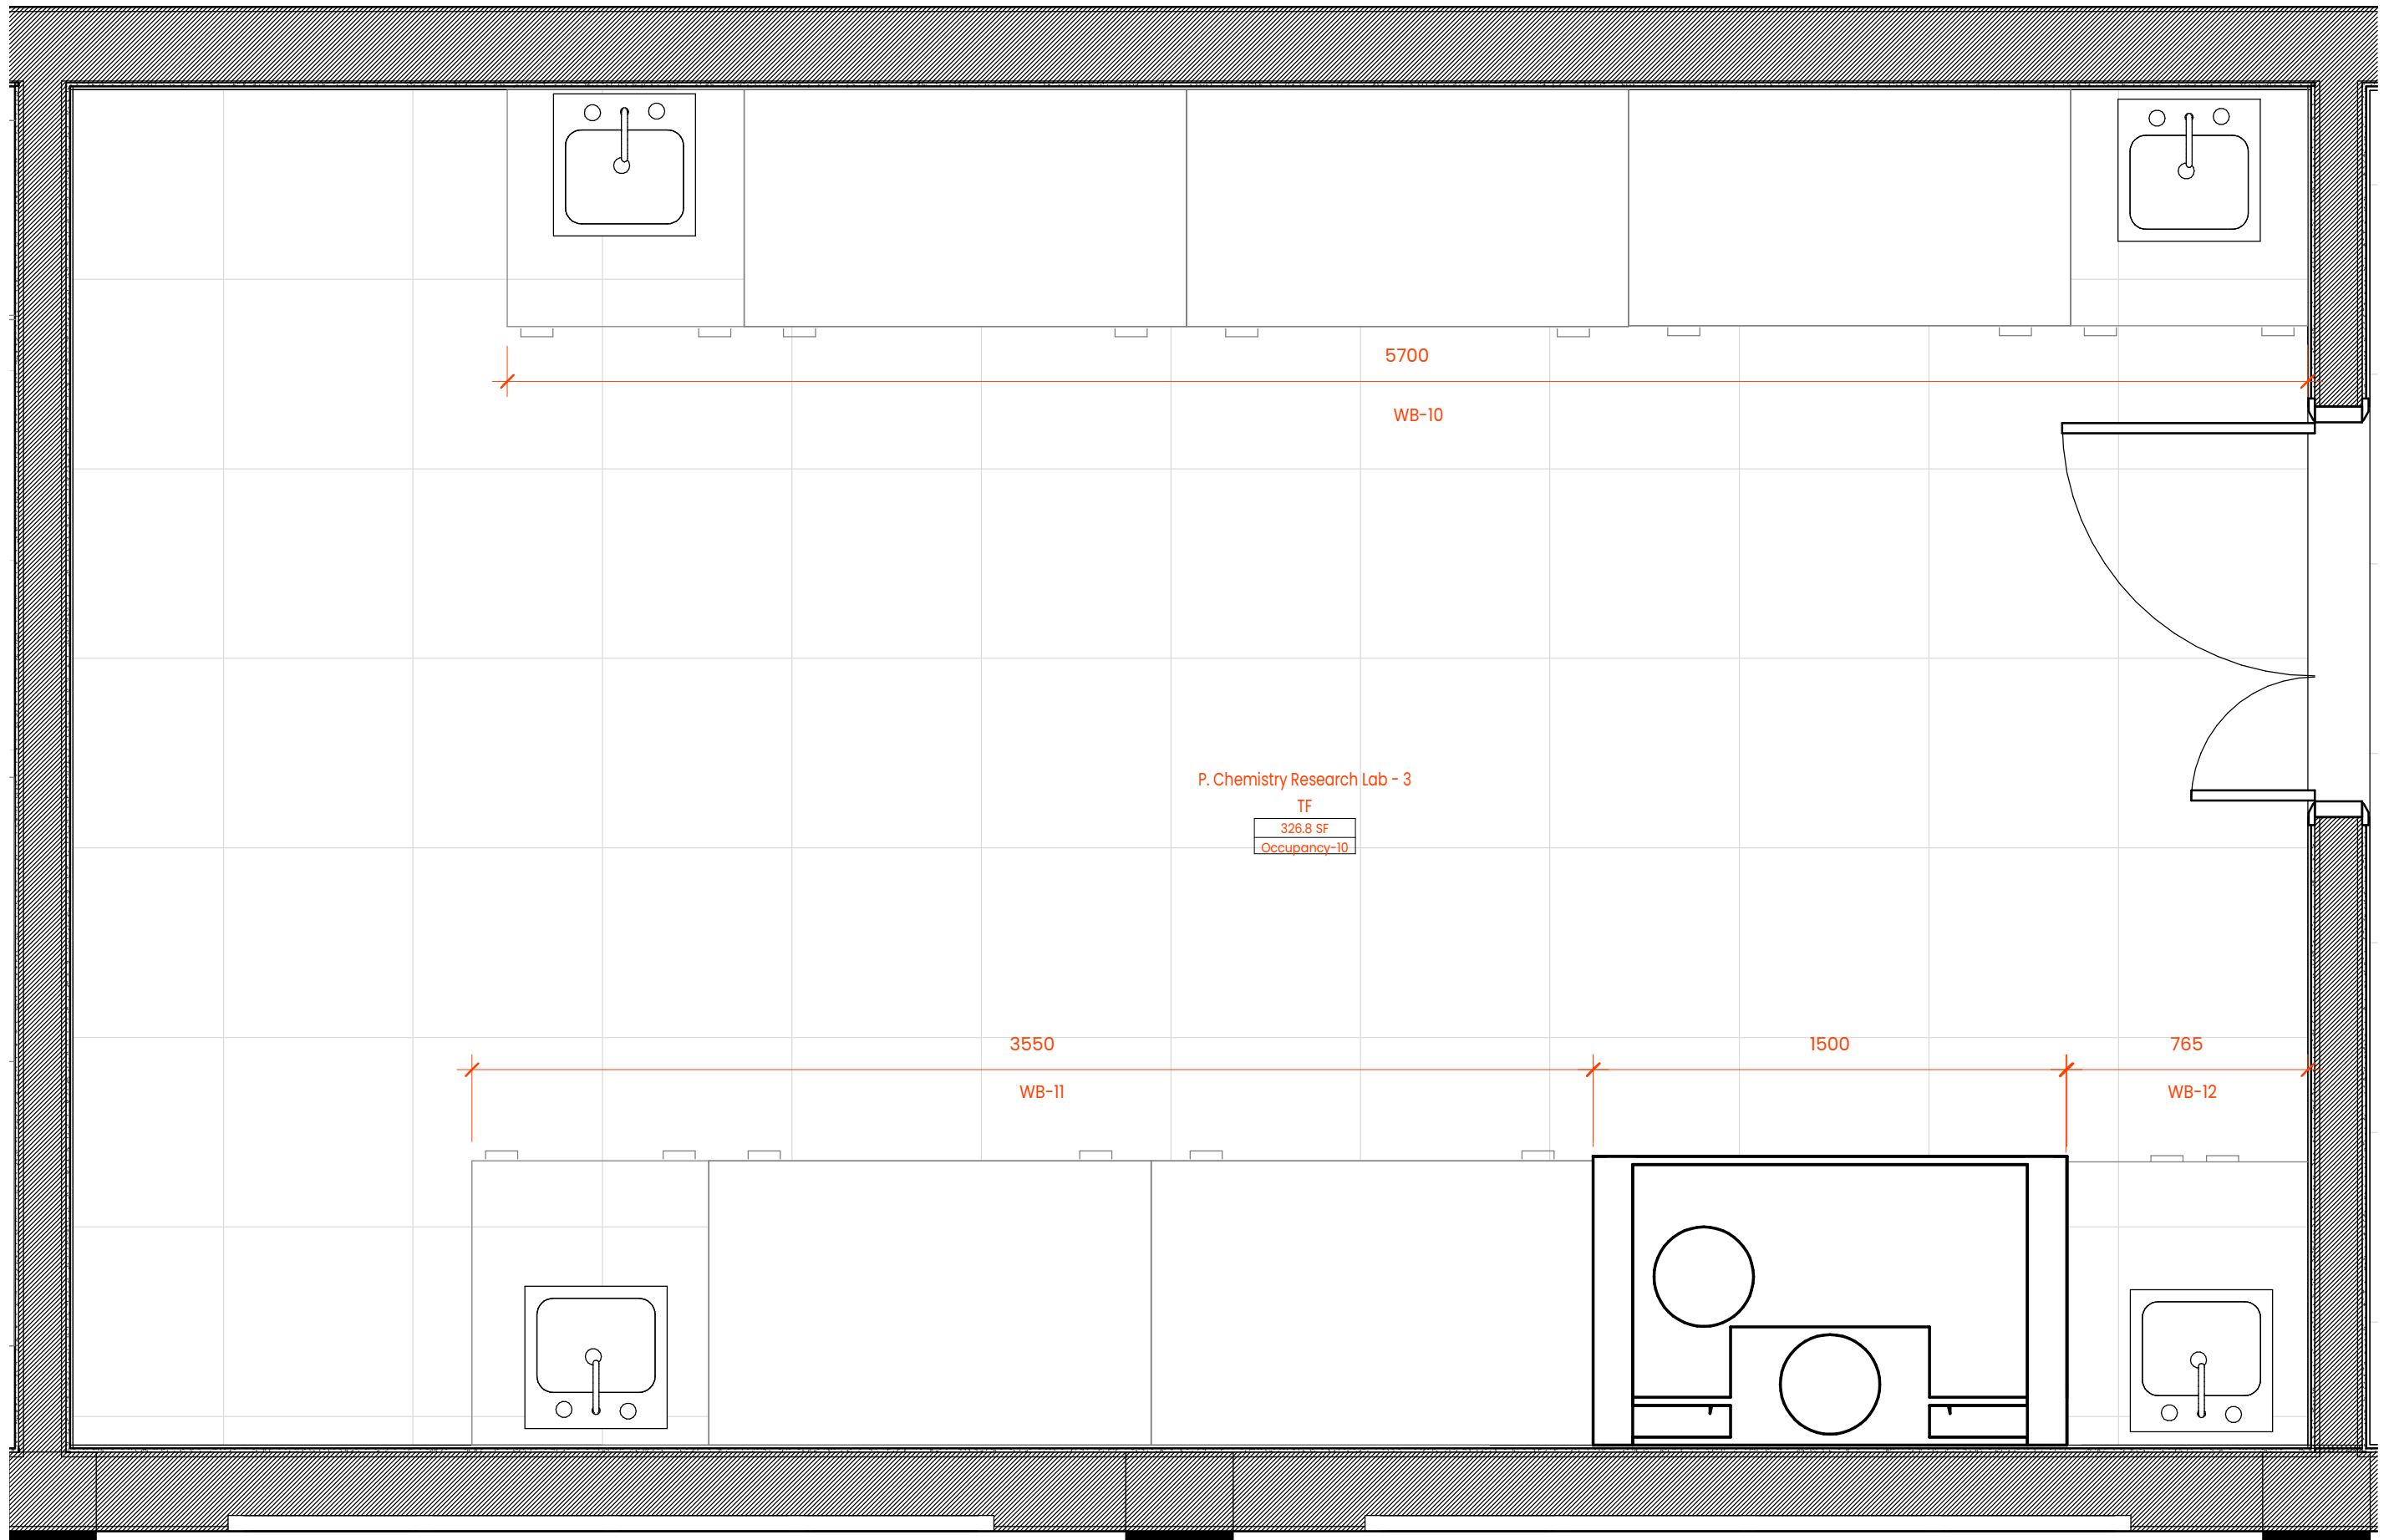 5700
WB-10
P. Chemistry Research Lab - 3
TF
326.8 SF
Occupancy-10
3550
1500
765
WB-11
WB-12